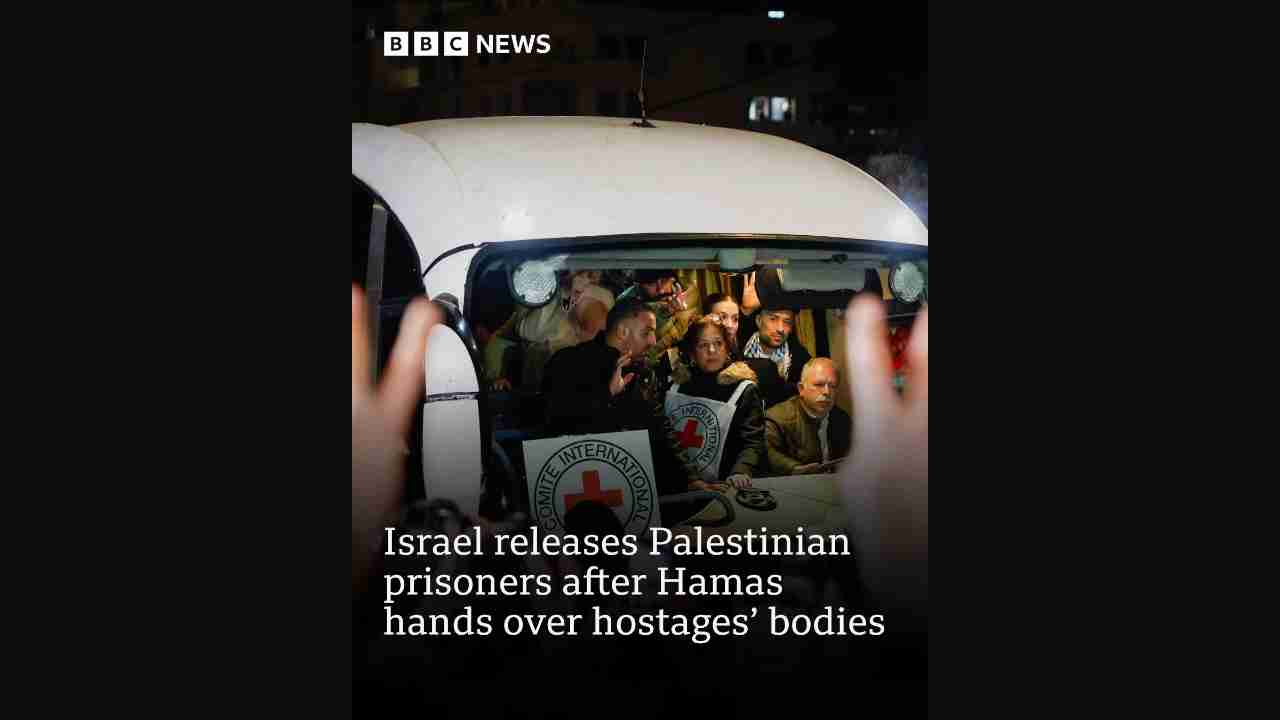 BBC NEWS
COMITE INTERNATIONAL
INTERNATIONAL
Israel releases Palestinian
prisoners after Hamas
hands over hostages’ bodies